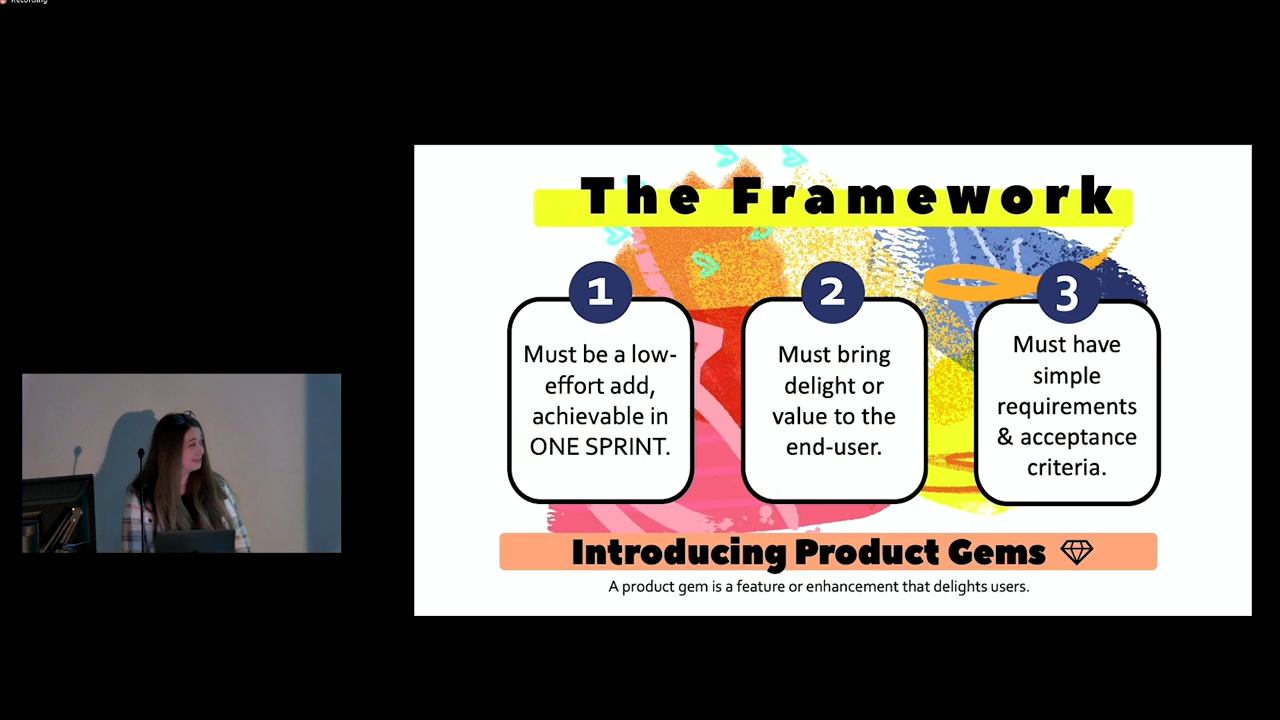 Recording
The Framework
1
Must be a low-
effort add,
achievable in
ONE SPRINT.
2
Must bring
delight or
value to the
end-user.
3
Must have
simple
requirements
& acceptance
criteria.
Introducing Product Gems
A product gem is a feature or enhancement that delights users.